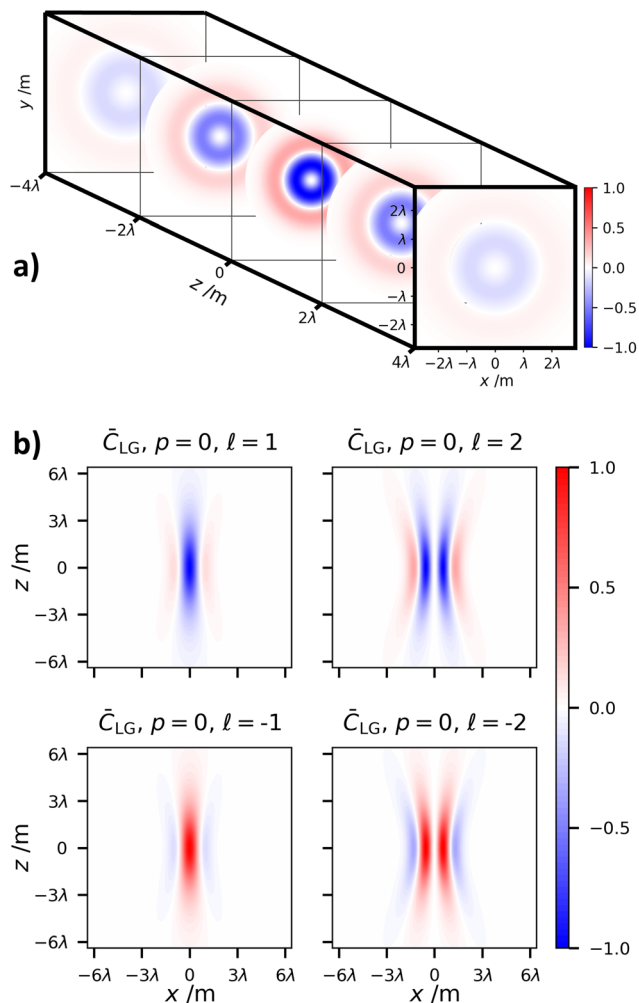 y /m
−4λ
−2λ
0
2λ
4λ
z /m
a)
2λ
λ
0
−λ
−2λ
−2λ −λ 0 λ 2λ
x /m
1.0
0.5
0.0
−0.5
−1.0
b)
C̄LG, p = 0, ℓ = 1
C̄LG, p = 0, ℓ = 2
6λ
3λ
0
−3λ
−6λ
z /m
1.0
0.5
0.0
−0.5
−1.0
C̄LG, p = 0, ℓ = -1
C̄LG, p = 0, ℓ = -2
6λ
3λ
0
−3λ
−6λ
z /m
−6λ −3λ 0 3λ 6λ
−6λ −3λ 0 3λ 6λ
x /m
x /m